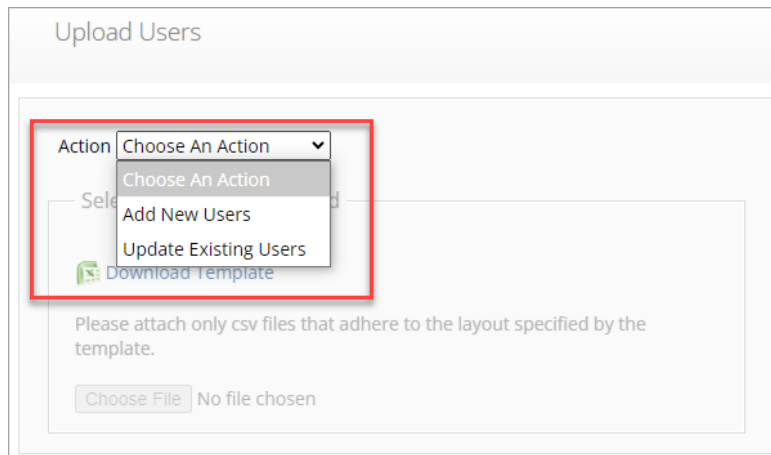 Upload Users
Action Choose An Action
Choose An Action
Add New Users
Update Existing Users
Download Template
Please attach only csv files that adhere to the layout specified by the
template.
Choose File No file chosen